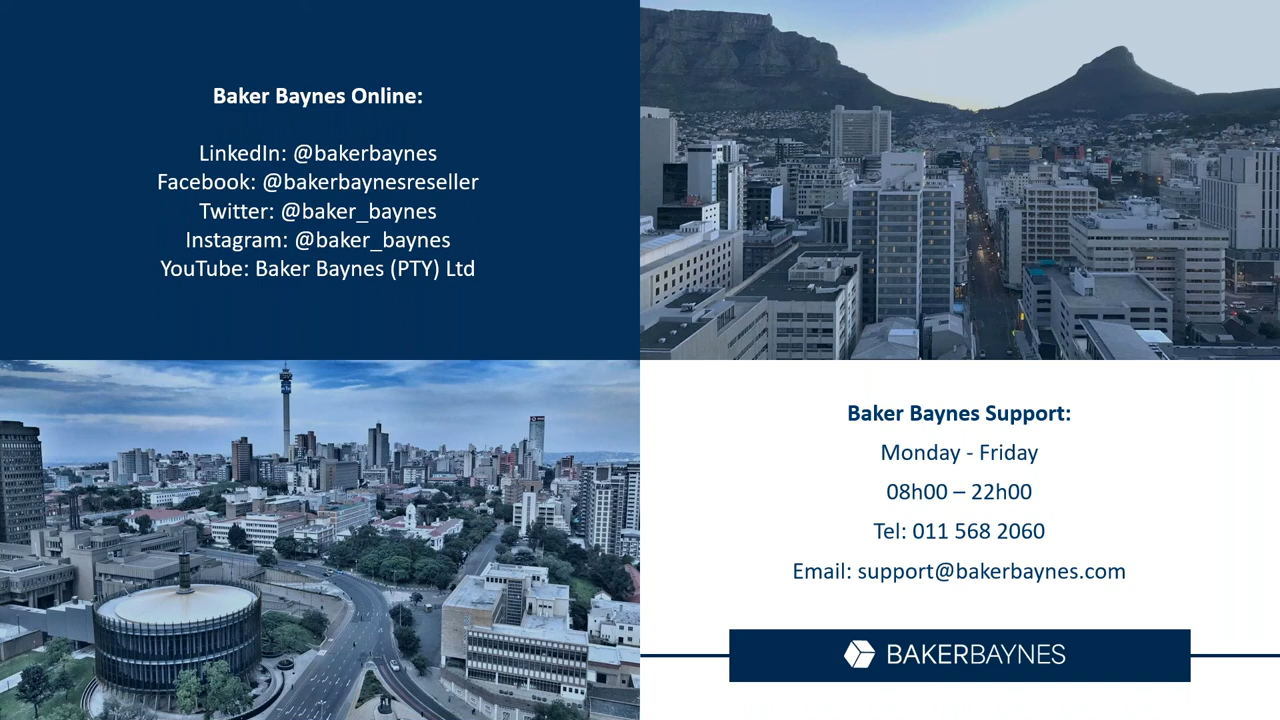 Baker Baynes Online:
LinkedIn: @bakerbaynes
Facebook: @bakerbaynesreseller
Twitter: @baker_baynes
Instagram: @baker_baynes
YouTube: Baker Baynes (PTY) Ltd
Baker Baynes Support:
Monday - Friday
08h00 – 22h00
Tel: 011 568 2060
Email: support@bakerbaynes.com
BAKERBAYNES